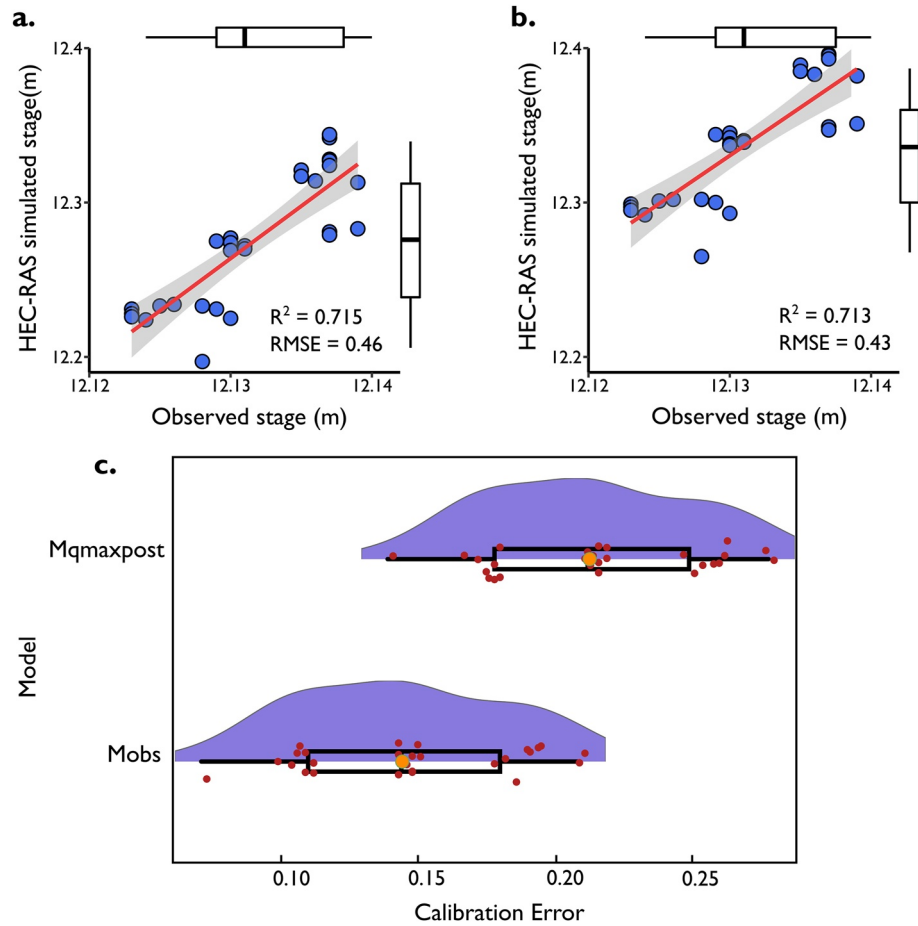 a.
12.4
12.3
12.2
HEC-RAS simulated stage(m)
R² = 0.715
RMSE = 0.46
12.12
12.13
12.14
Observed stage (m)
b.
12.4
12.3
12.2
HEC-RAS simulated stage(m)
R² = 0.713
RMSE = 0.43
12.12
12.13
12.14
Observed stage (m)
c.
Mqmaxpost
Model
Mobs
0.10
0.15
0.20
0.25
Calibration Error